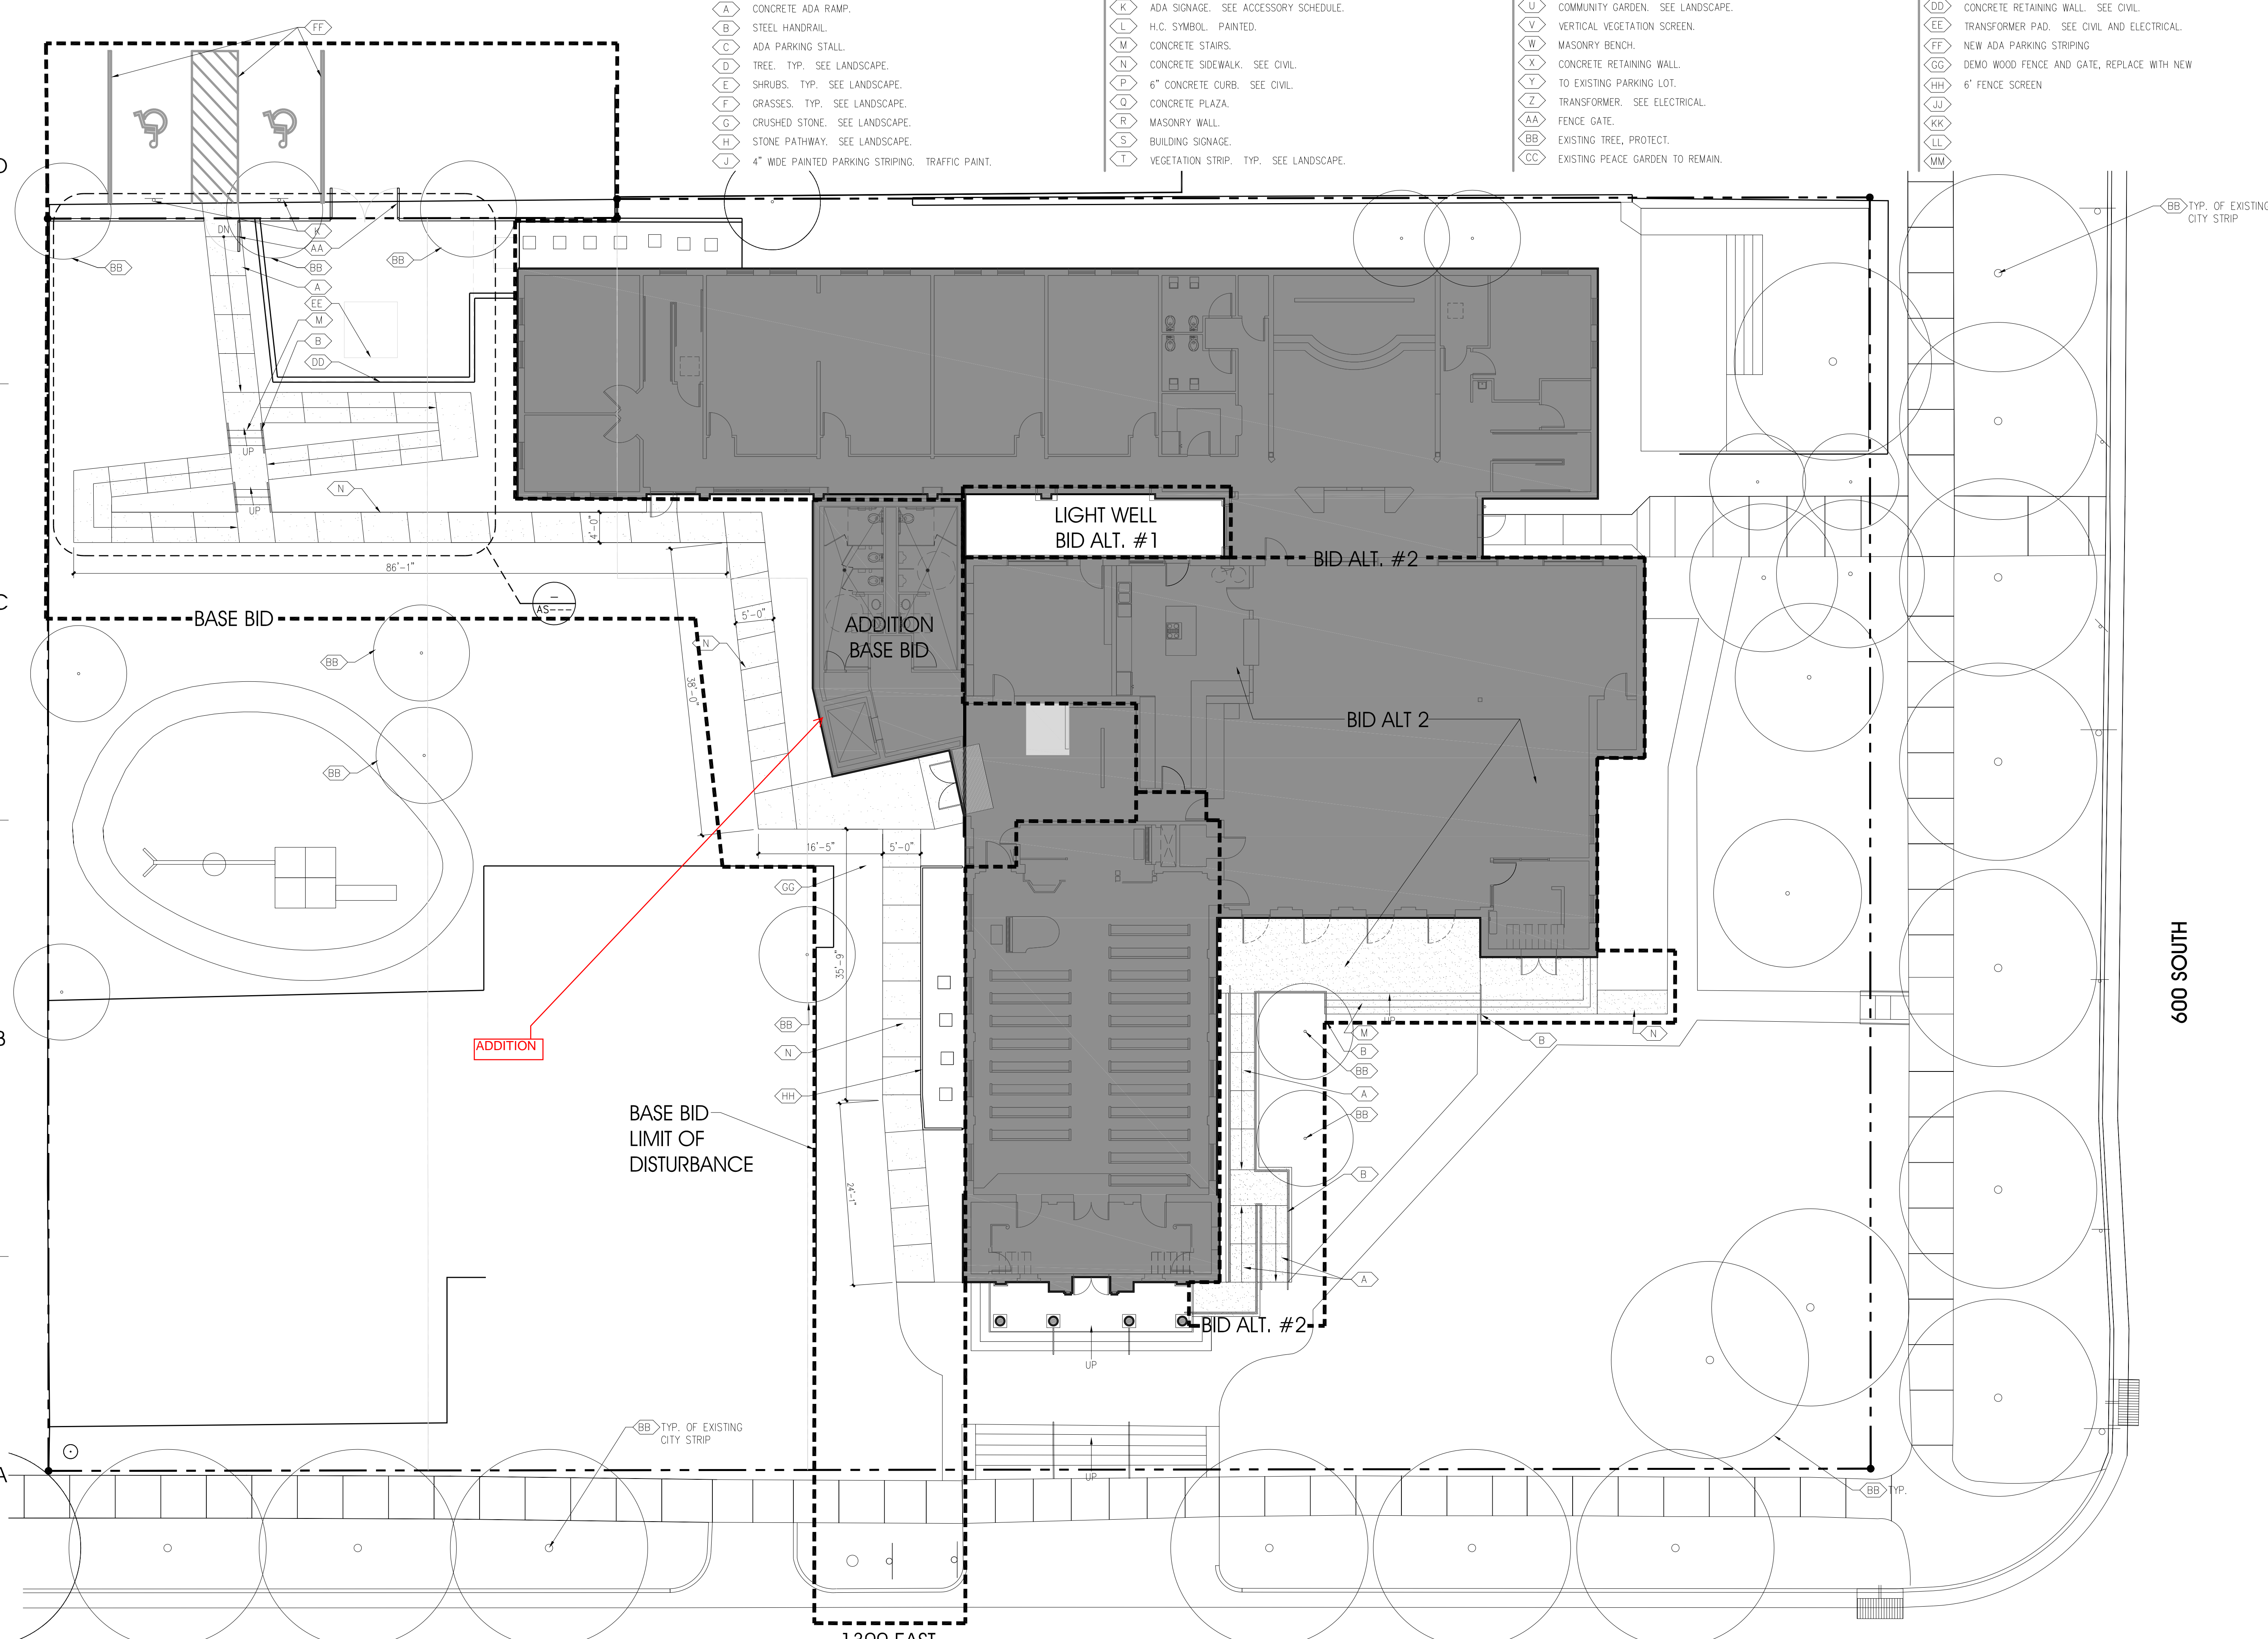 A CONCRETE ADA RAMP.
B STEEL HANDRAIL.
C ADA PARKING STALL.
D TREE. TYP. SEE LANDSCAPE.
E SHRUBS. TYP. SEE LANDSCAPE.
F GRASSES. TYP. SEE LANDSCAPE.
G CRUSHED STONE. SEE LANDSCAPE.
H STONE PATHWAY. SEE LANDSCAPE.
J 4" WIDE PAINTED PARKING STRIPING. TRAFFIC PAINT.
K ADA SIGNAGE. SEE ACCESSORY SCHEDULE.
L H.C. SYMBOL. PAINTED.
M CONCRETE STAIRS.
N CONCRETE SIDEWALK. SEE CIVIL.
P 6" CONCRETE CURB. SEE CIVIL.
Q CONCRETE PLAZA.
R MASONRY WALL.
S BUILDING SIGNAGE.
T VEGETATION STRIP. TYP. SEE LANDSCAPE.
U COMMUNITY GARDEN. SEE LANDSCAPE.
V VERTICAL VEGETATION SCREEN.
W MASONRY BENCH.
X CONCRETE RETAINING WALL.
Y TO EXISTING PARKING LOT.
Z TRANSFORMER. SEE ELECTRICAL.
AA FENCE GATE.
BB EXISTING TREE, PROTECT.
CC EXISTING PEACE GARDEN TO REMAIN.
DD CONCRETE RETAINING WALL. SEE CIVIL.
EE TRANSFORMER PAD. SEE CIVIL AND ELECTRICAL.
FF NEW ADA PARKING STRIPING
GG DEMO WOOD FENCE AND GATE, REPLACE WITH NEW
HH 6' FENCE SCREEN
JJ
KK
LL
MM
FF
D
BB TYP. OF EXISTING
CITY STRIP
DN
K
AA
BB
BB
BB
A
EE
M
B
DD
UP
N
UP
4'-0"
86'-1"
LIGHT WELL
BID ALT. #1
BID ALT. #2
C
AS---
BASE BID
5'-0"
N
ADDITION
BASE BID
BB
38'-0"
BID ALT 2
BB
16'-5"
5'-0"
GG
35'-9"
600 SOUTH
BB
B
ADDITION
N
HH
UP
M
B
BB
A
BB
B
N
B
BASE BID
LIMIT OF
DISTURBANCE
24'-1"
A
BID ALT. #2
UP
BB TYP. OF EXISTING
CITY STRIP
A
UP
BB TYP.
1300 EAST